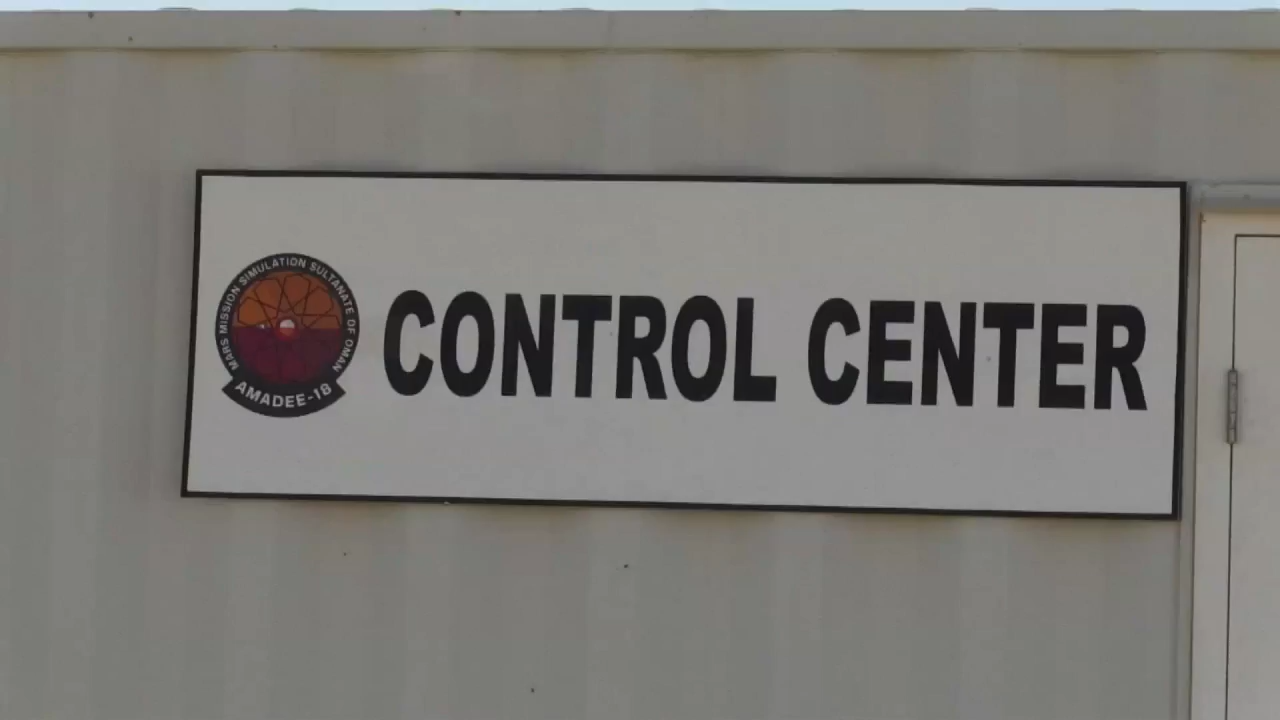 MARS MISSION SIMULATION SULTANATE OF OMAN
AMADEE-18
CONTROL CENTER